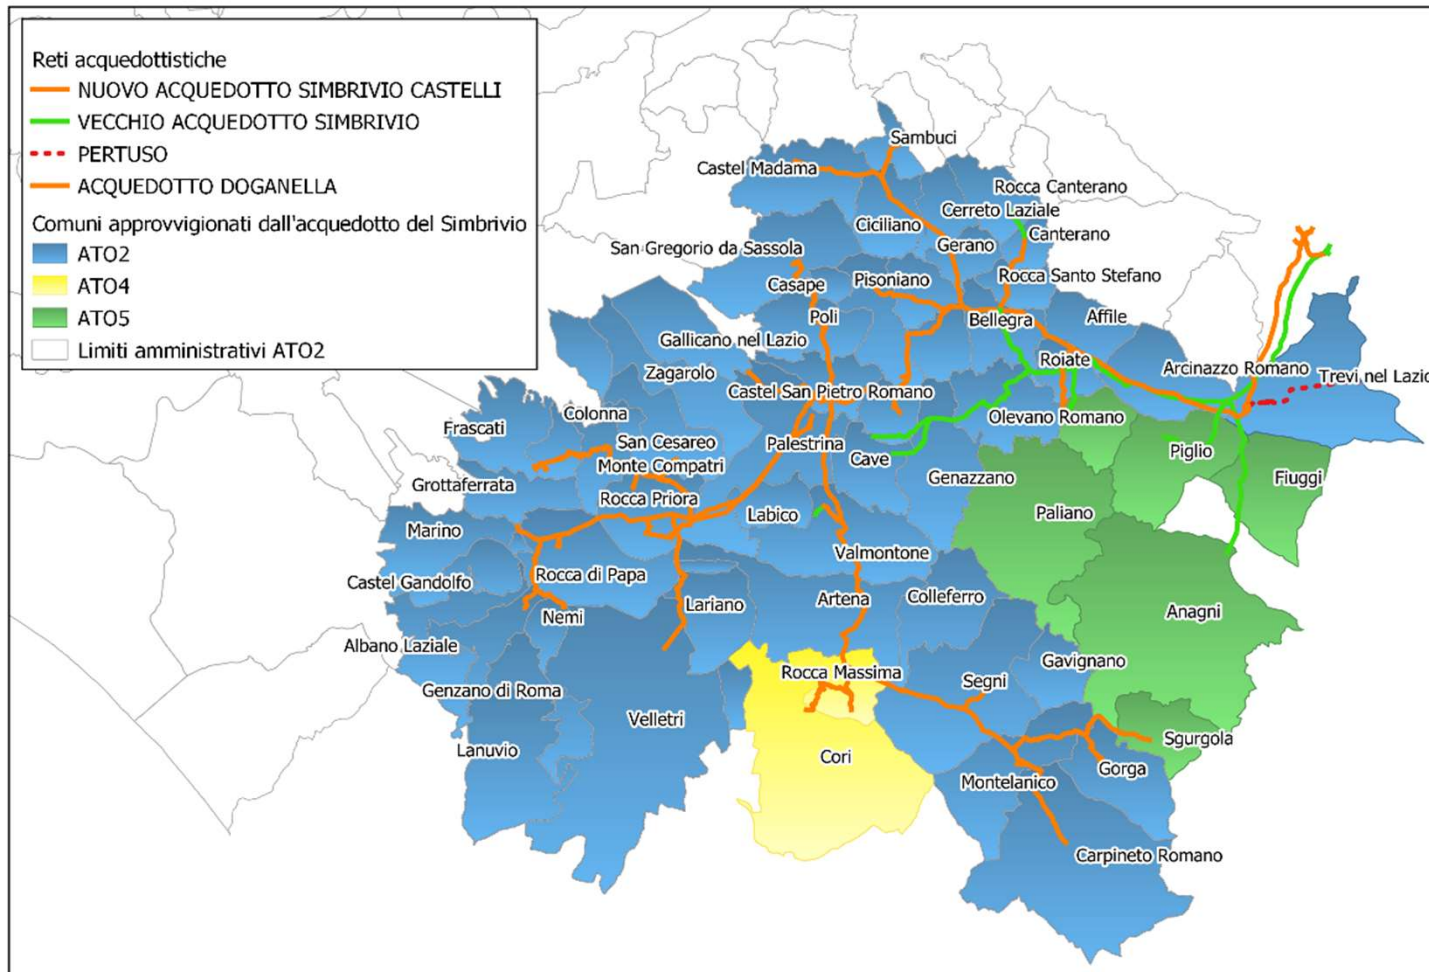 Reti acquedottistiche
NUOVO ACQUEDOTTO SIMBRIVIO CASTELLI
VECCHIO ACQUEDOTTO SIMBRIVIO
PERTUSO
ACQUEDOTTO DOGANELLA
Comuni approvvigionati dall'acquedotto del Simbrivio
ATO2
ATO4
ATO5
Limiti amministrativi ATO2
Sambuci
Castel Madama
Rocca Canterano
Cerreto Laziale
Ciciliano
Canterano
Gerano
San Gregorio da Sassola
Rocca Santo Stefano
Casape
Pisoniano
Poli
Bellegra
Affile
Gallicano nel Lazio
Roiate
Arcinazzo Romano
Zagarolo
Trevi nel Lazio
Castel San Pietro Romano
Colonna
Olevano Romano
Frascati
San Cesareo
Palestrina
Piglio
Cave
Monte Compatri
Genazzano
Fiuggi
Grottaferrata
Rocca Priora
Labico
Paliano
Marino
Valmontone
Rocca di Papa
Castel Gandolfo
Colleferro
Artena
Lariano
Anagni
Nemi
Albano Laziale
Gavignano
Rocca Massima
Segni
Genzano di Roma
Velletri
Sgurgola
Lanuvio
Cori
Gorga
Montelanico
Carpineto Romano